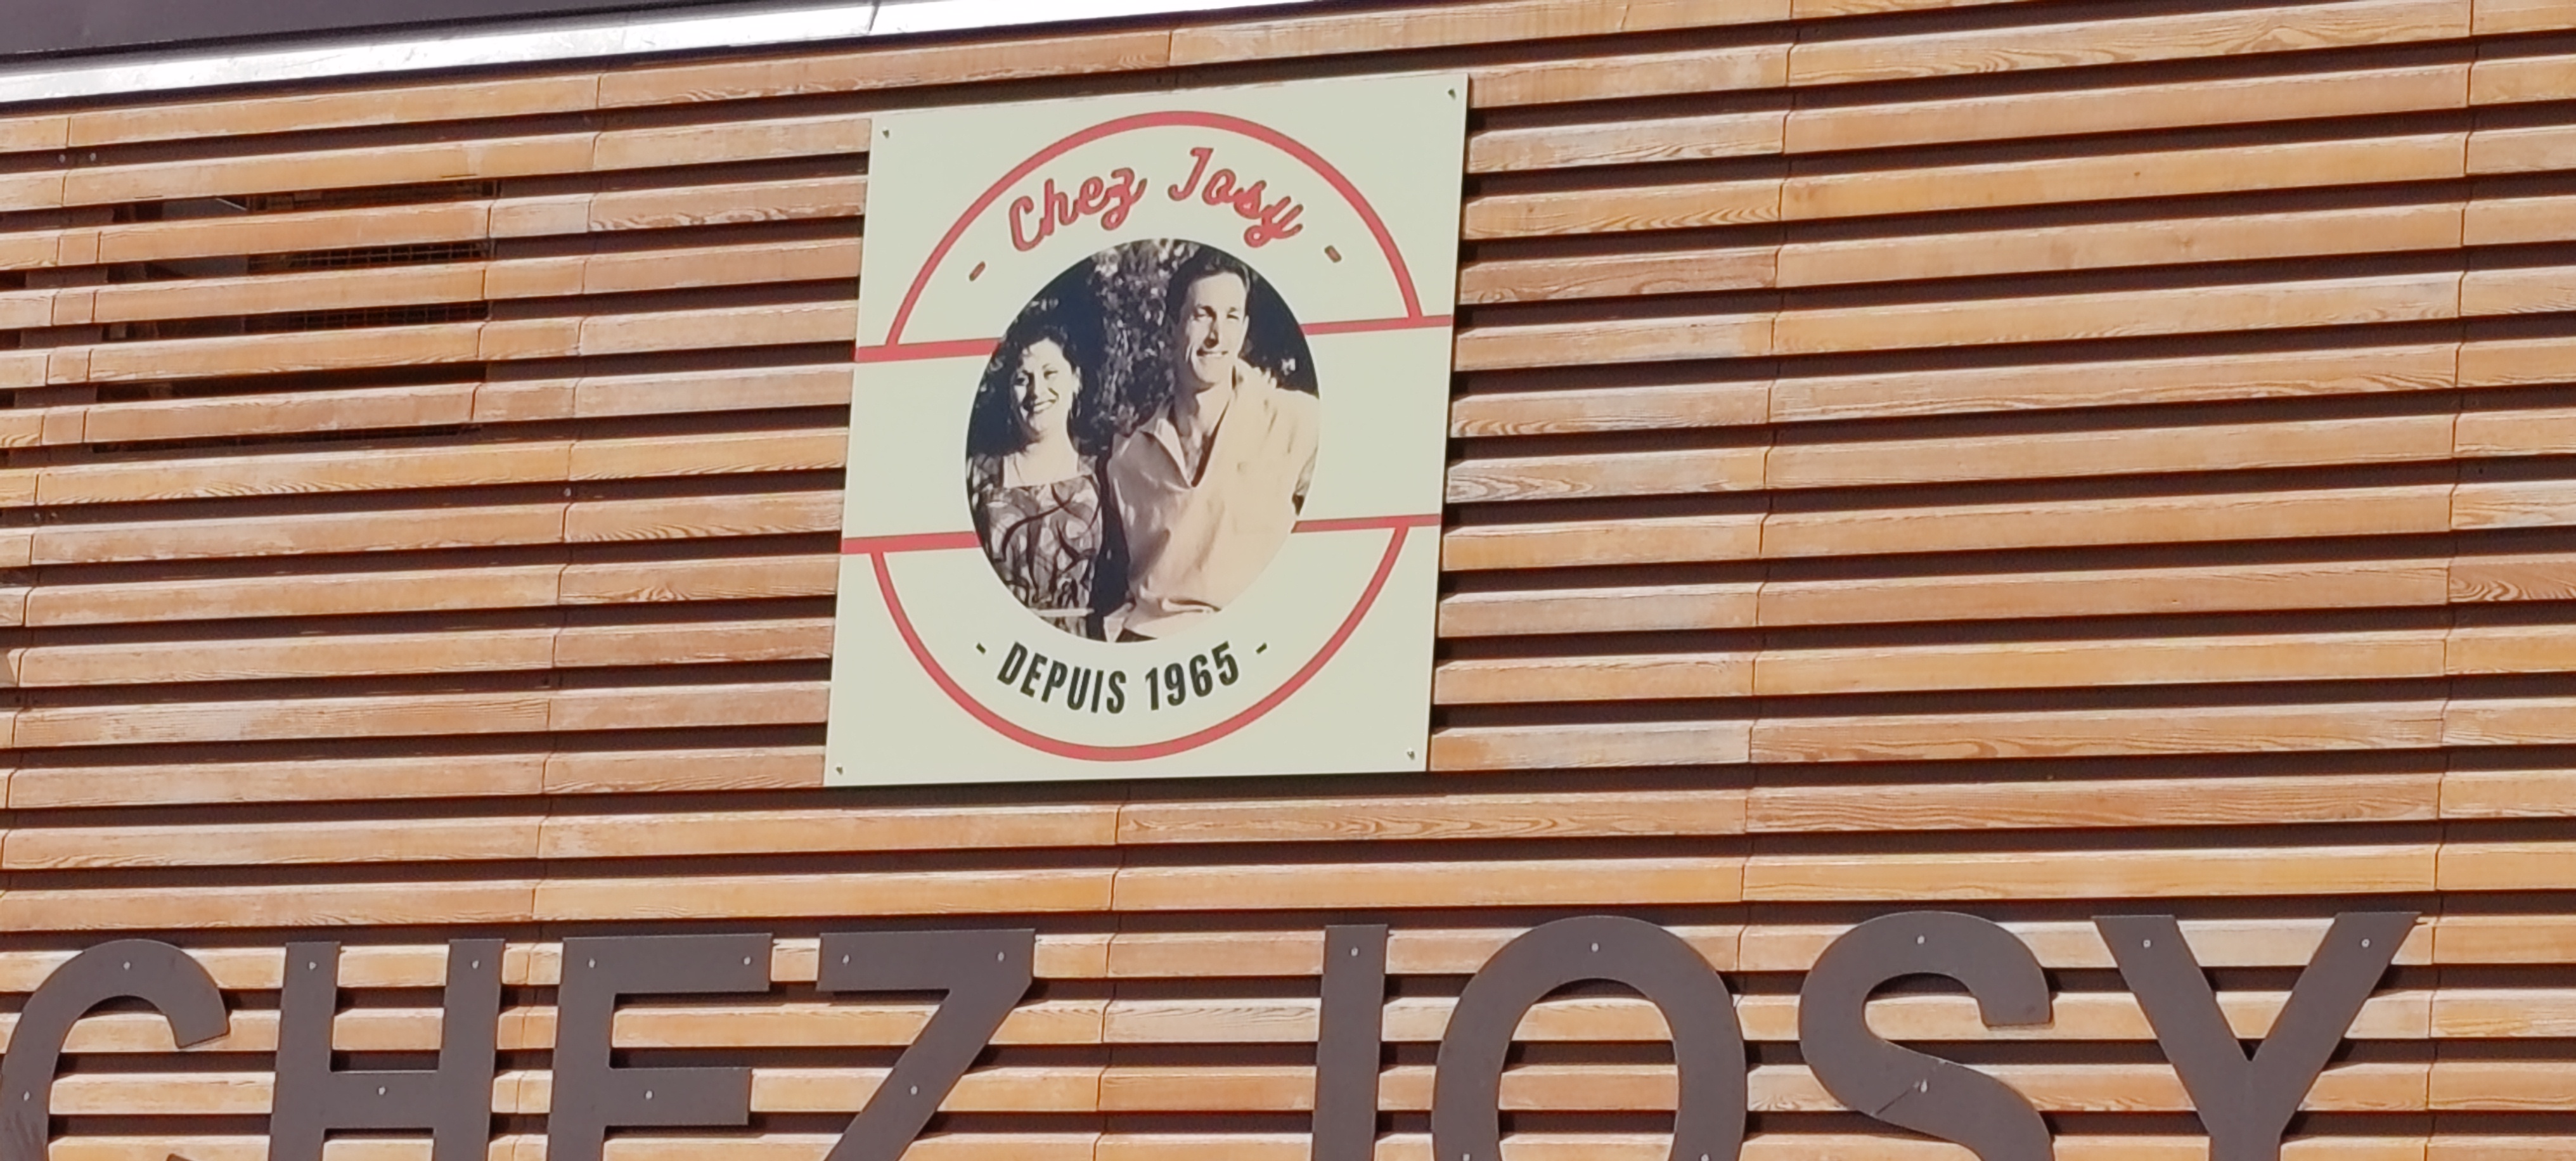 - Chez Josy -
- DEPUIS 1965 -
CHEZ JOSY